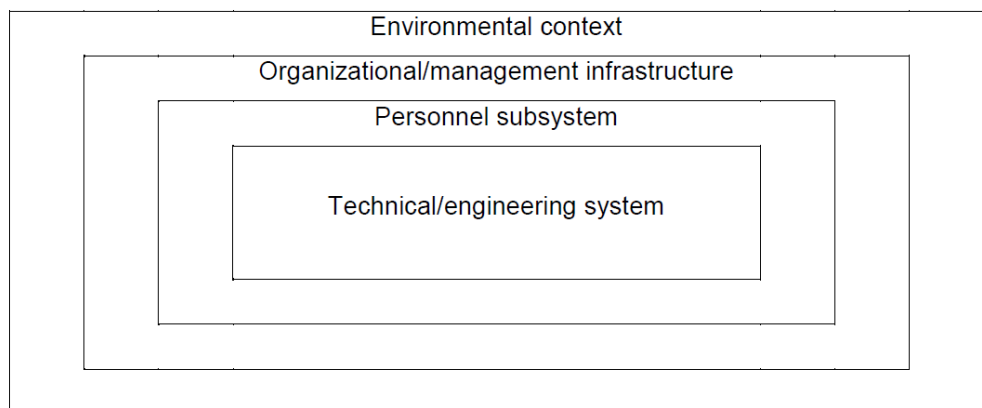 Environmental context
Organizational/management infrastructure
Personnel subsystem
Technical/engineering system